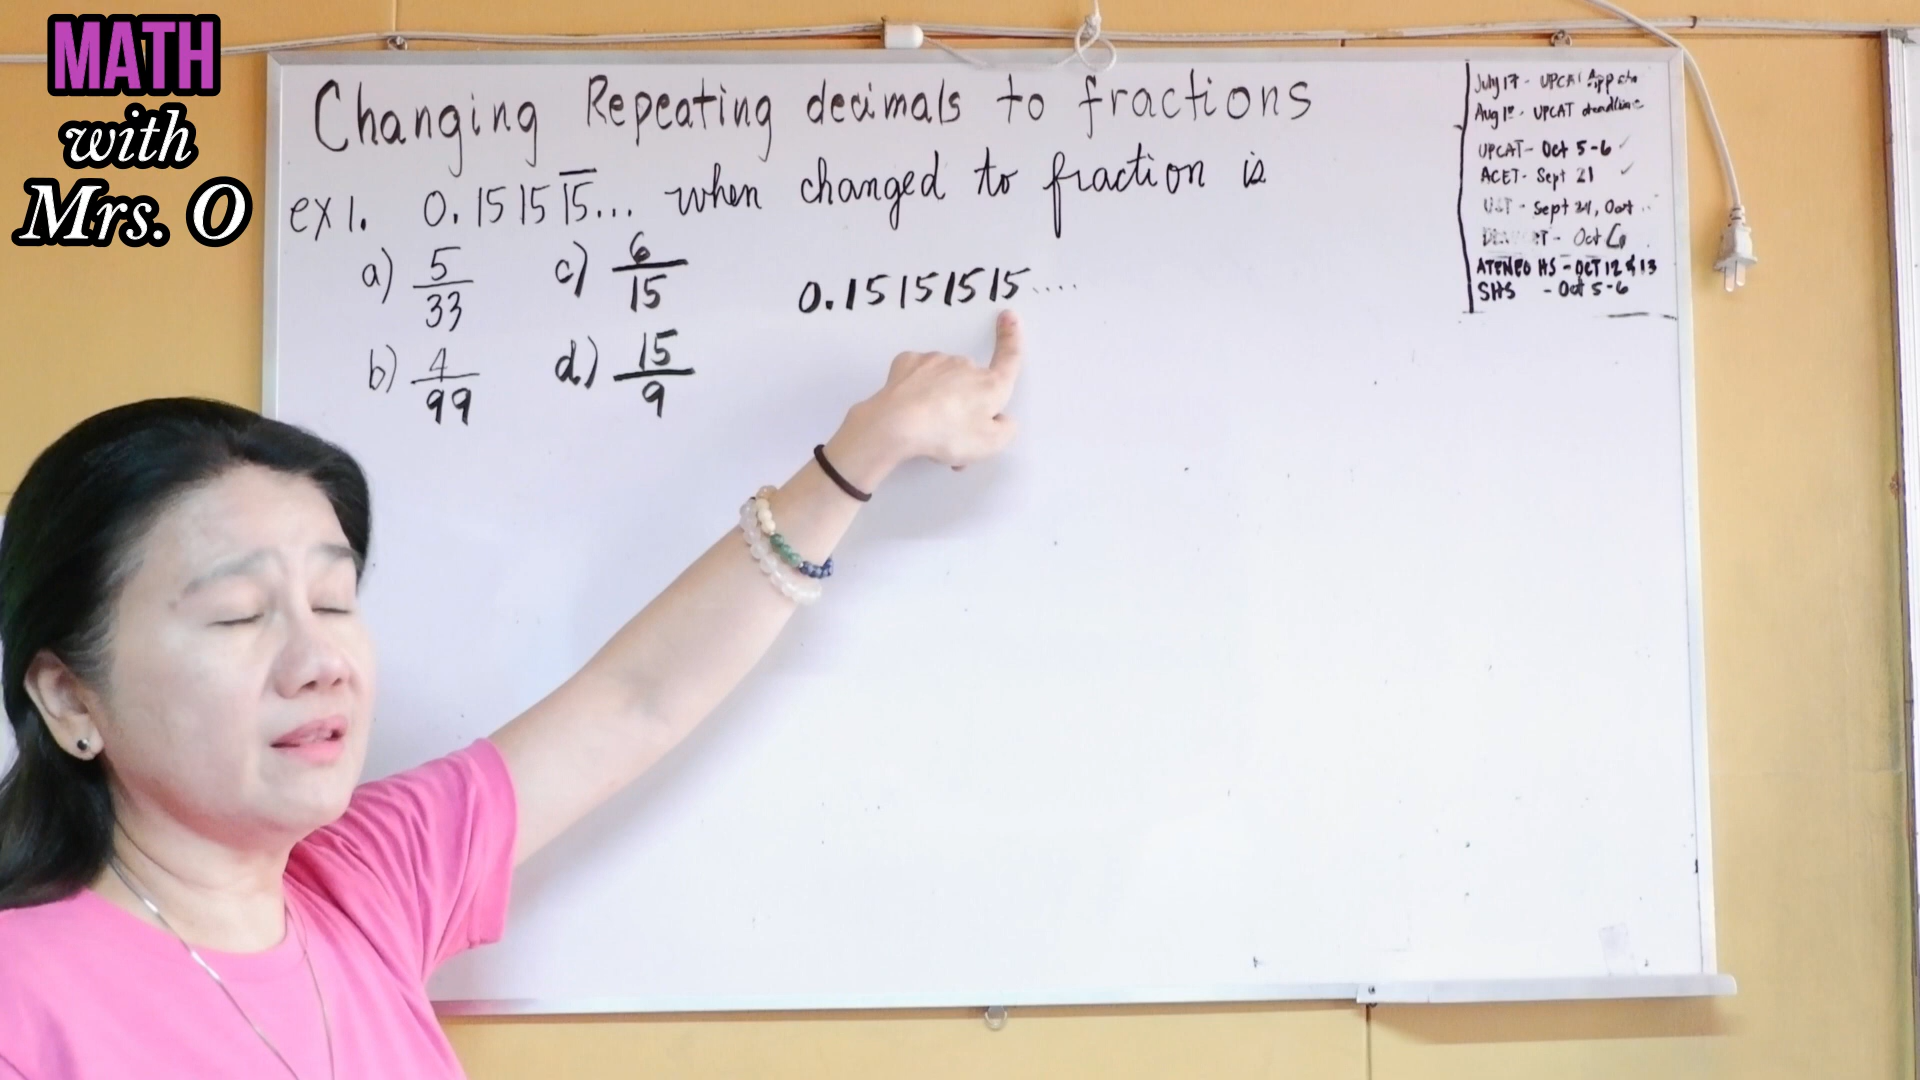 MATH
with
Mrs. O
Changing Repeating decimals to fractions
ex 1. 0.151515... when changed to fraction is
a) 5/33 c) 6/15
0.15151515....
b) 4/99 d) 15/9
July 17 - UPCAT App
Aug 1 - UPCAT deadline
UPCAT - Oct 5-6 ✓
ACET - Sept 21 ✓
UST - Sept
Oct 6
ATENEO HS - OCT 12 & 13
SHS - Oct 5-6